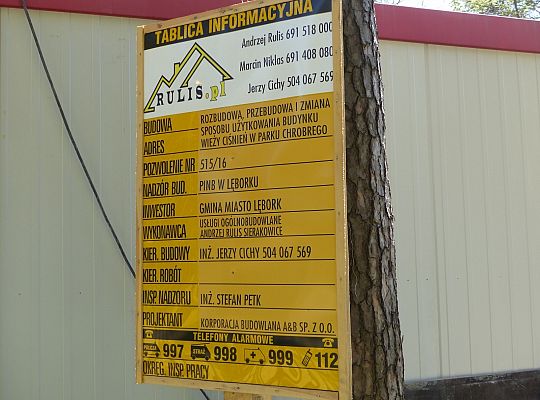 TABLICA INFORMACYJNA
RULIS.pl
Andrzej Rulis 691 518 000
Marcin Niklas 691 408 080
Jerzy Cichy 504 067 569
BUDOWA ROZBUDOWA, PRZEBUDOWA I ZMIANA
SPOSOBU UŻYTKOWANIA BUDYNKU
ADRES WIEŻY CIŚNIEŃ W PARKU CHROBREGO
POZWOLENIE NR 515/16
NADZÓR BUD. PINB W LĘBORKU
INWESTOR GMINA MIASTO LĘBORK
WYKONAWCA USŁUGI OGÓLNOBUDOWLANE
ANDRZEJ RULIS SIERAKOWICE
KIER. BUDOWY INŻ. JERZY CICHY 504 067 569
KIER. ROBÓT
INSP. NADZORU INŻ. STEFAN PETK
PROJEKTANT KORPORACJA BUDOWLANA A&B SP. Z O.O.
TELEFONY ALARMOWE
POLICJA 997 STRAŻ 998 999 112
OKRĘG. INSP. PRACY